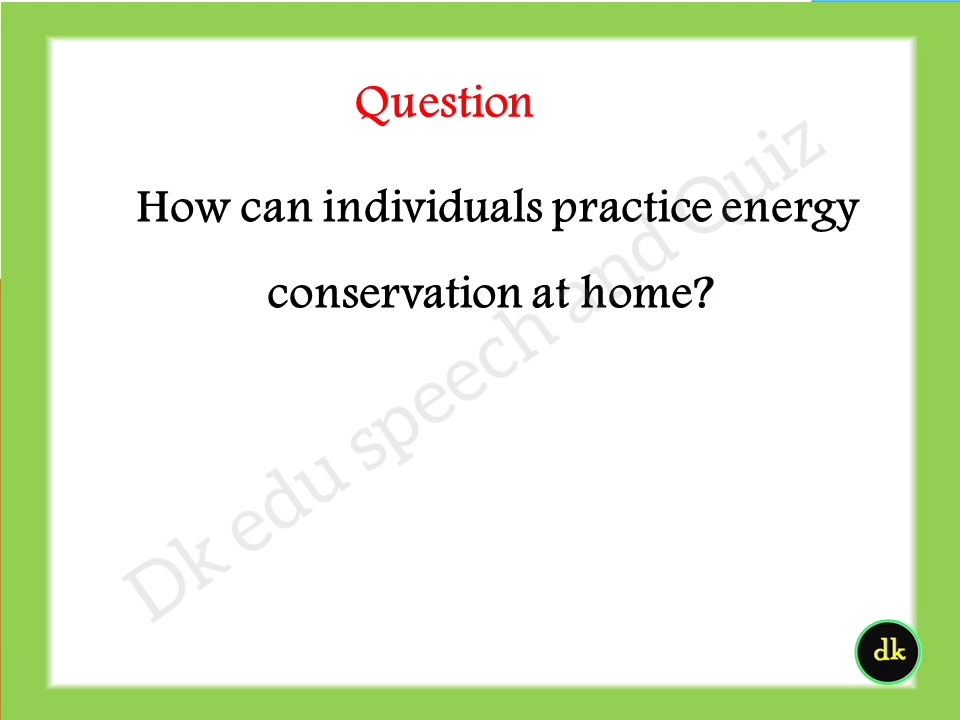 Question
How can individuals practice energy
conservation at home?
Dk edu speech and Quiz
dk